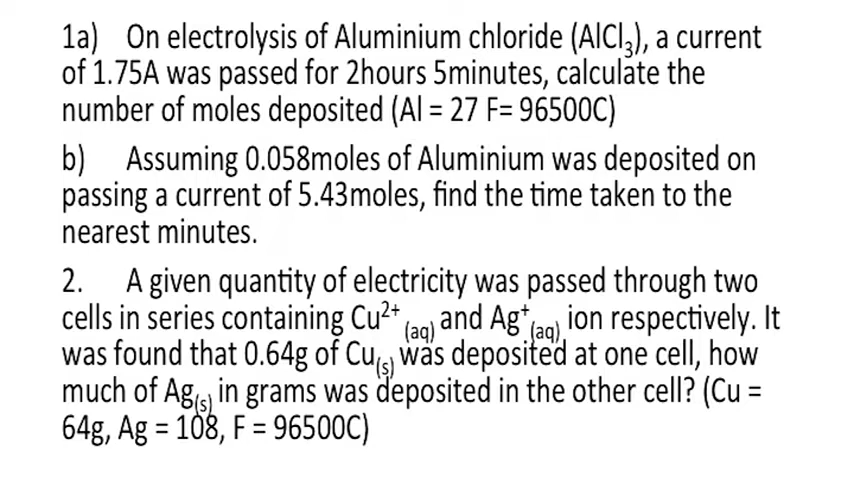 1a) On electrolysis of Aluminium chloride (AlCl₃), a current
of 1.75A was passed for 2hours 5minutes, calculate the
number of moles deposited (Al = 27 F= 96500C)
b) Assuming 0.058moles of Aluminium was deposited on
passing a current of 5.43moles, find the time taken to the
nearest minutes.
2. A given quantity of electricity was passed through two
cells in series containing Cu²⁺ (aq) and Ag⁺(aq) ion respectively. It
was found that 0.64g of Cu(s) was deposited at one cell, how
much of Ag(s) in grams was deposited in the other cell? (Cu =
64g, Ag = 108, F = 96500C)